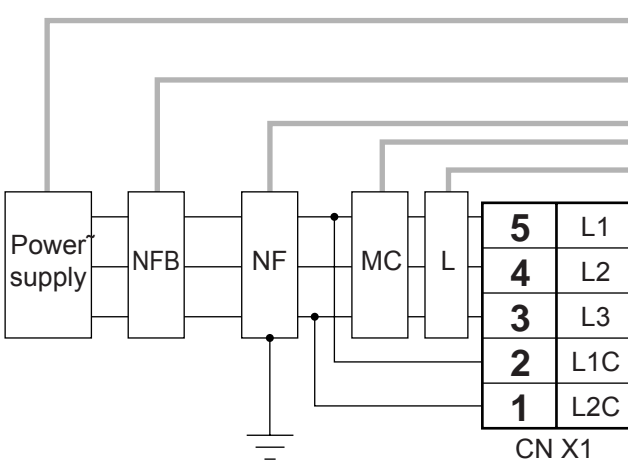 Power~
supply
NFB
NF
MC
L
5 L1
4 L2
3 L3
2 L1C
1 L2C
CN X1